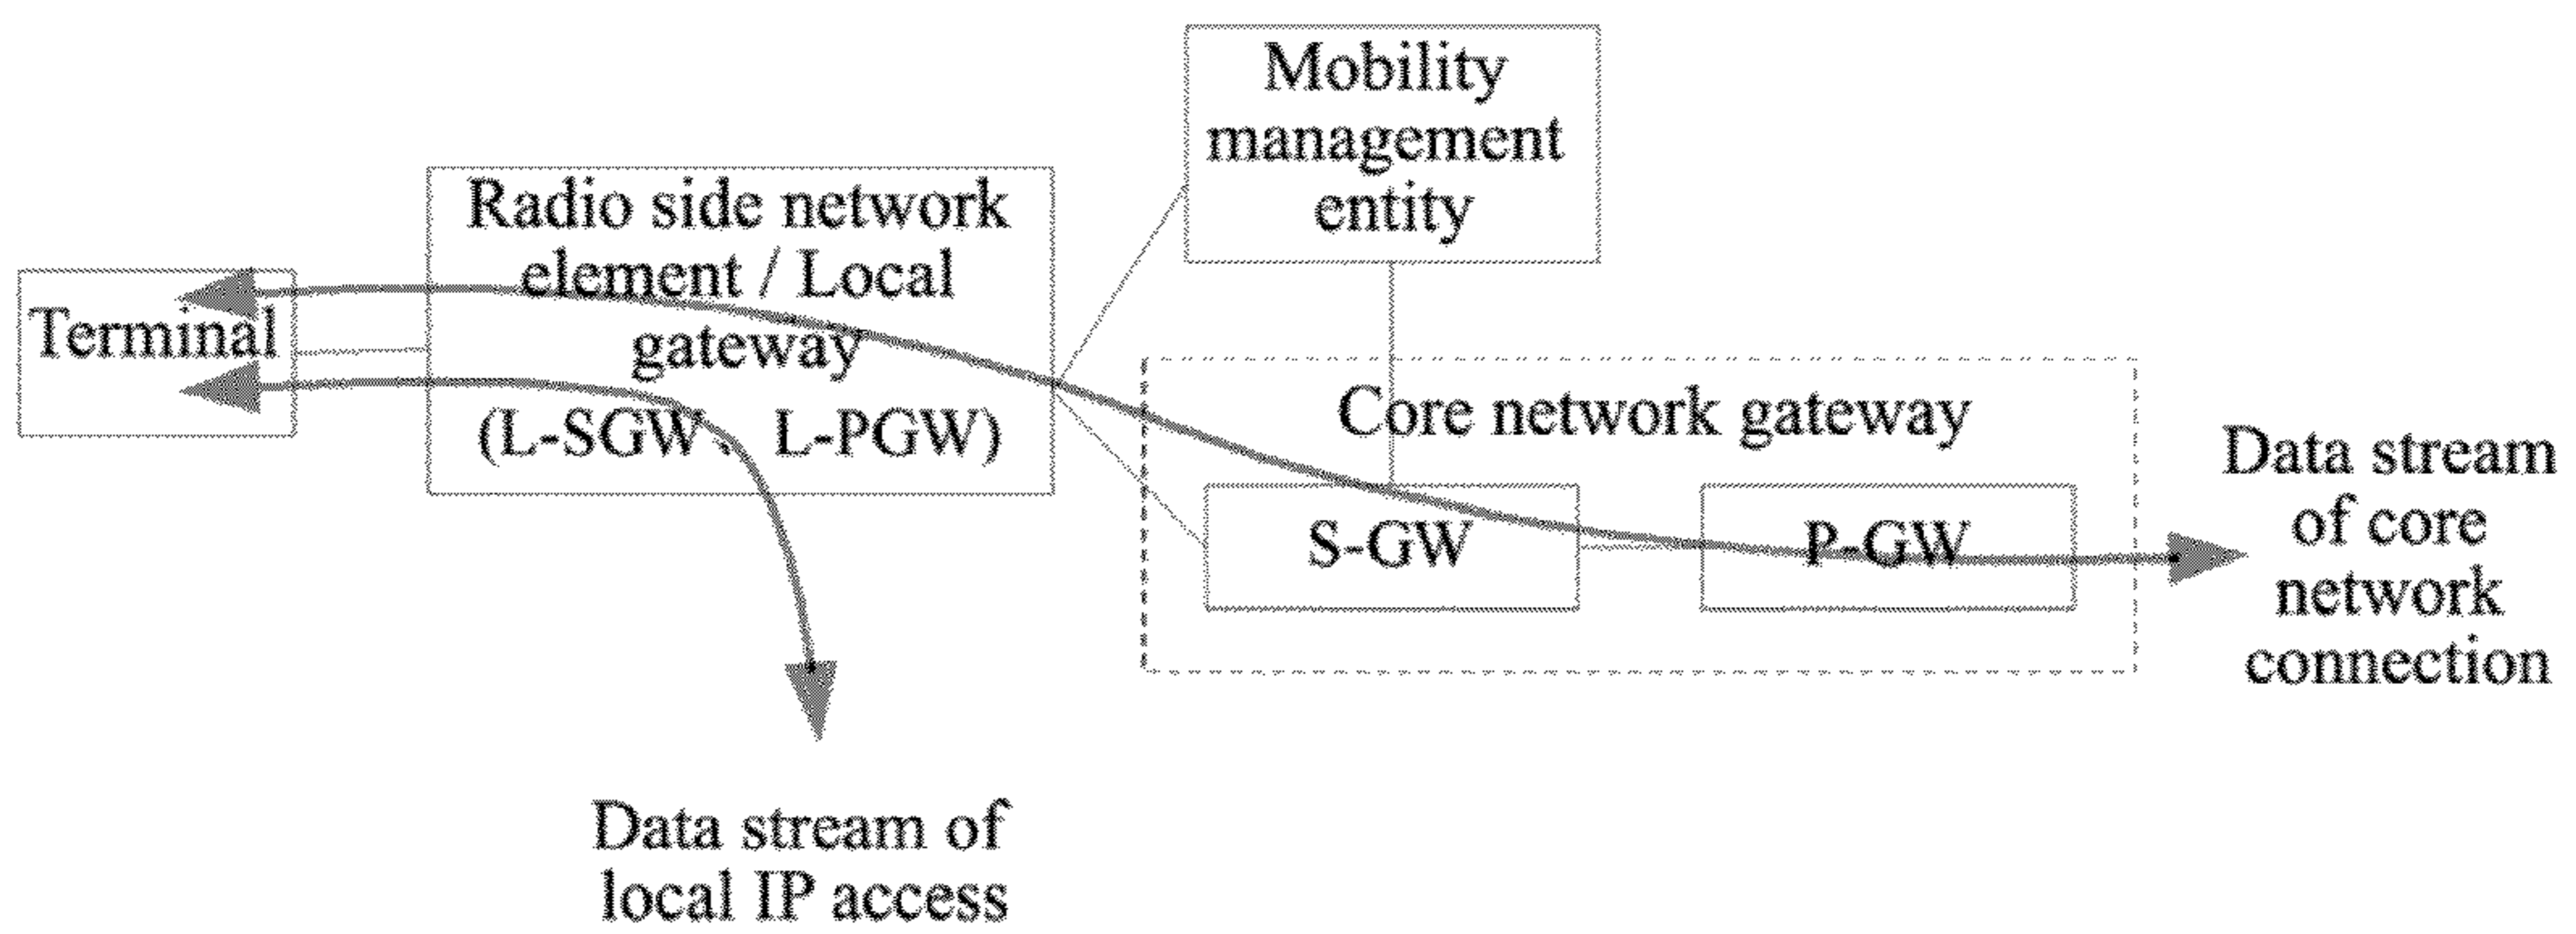 Mobility
management
entity
Radio side network
element / Local
gateway
(L-SGW、 L-PGW)
Terminal
Core network gateway
S-GW
P-GW
Data stream
of core
network
connection
Data stream of
local IP access